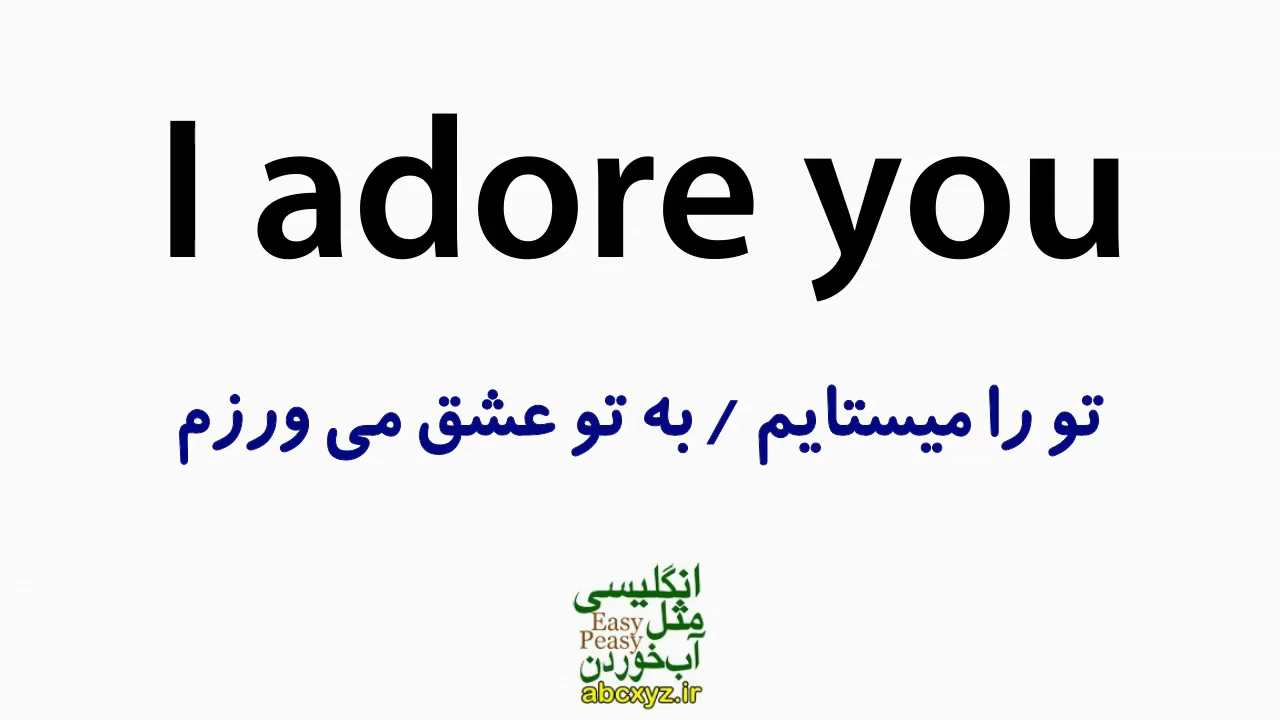 I adore you
تو را میستایم / به تو عشق می ورزم
انگلیسی
مثل Easy
Peasy
آب خوردن
abcxyz.ir